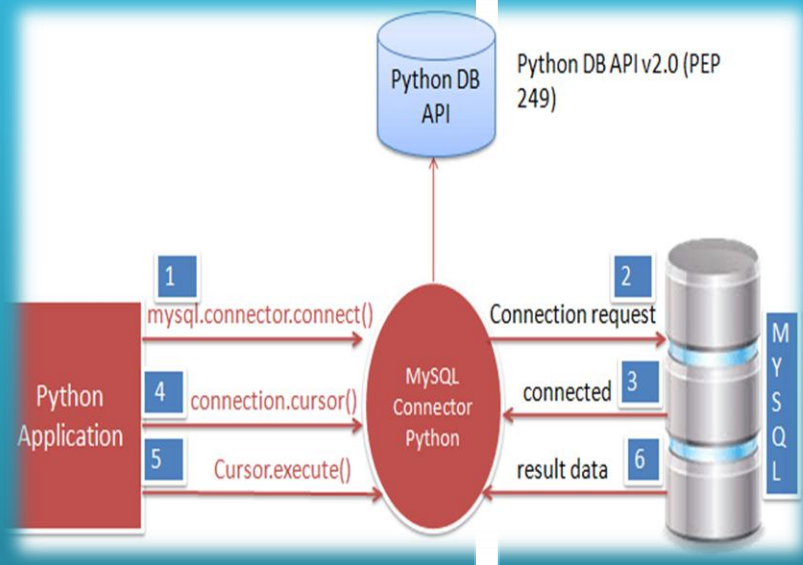 Python DB
API
Python DB API v2.0 (PEP
249)
1
mysql.connector.connect()
2
Connection request
Python
Application
4
connection.cursor()
5
Cursor.execute()
MySQL
Connector
Python
3
connected
6
result data
M
Y
S
Q
L